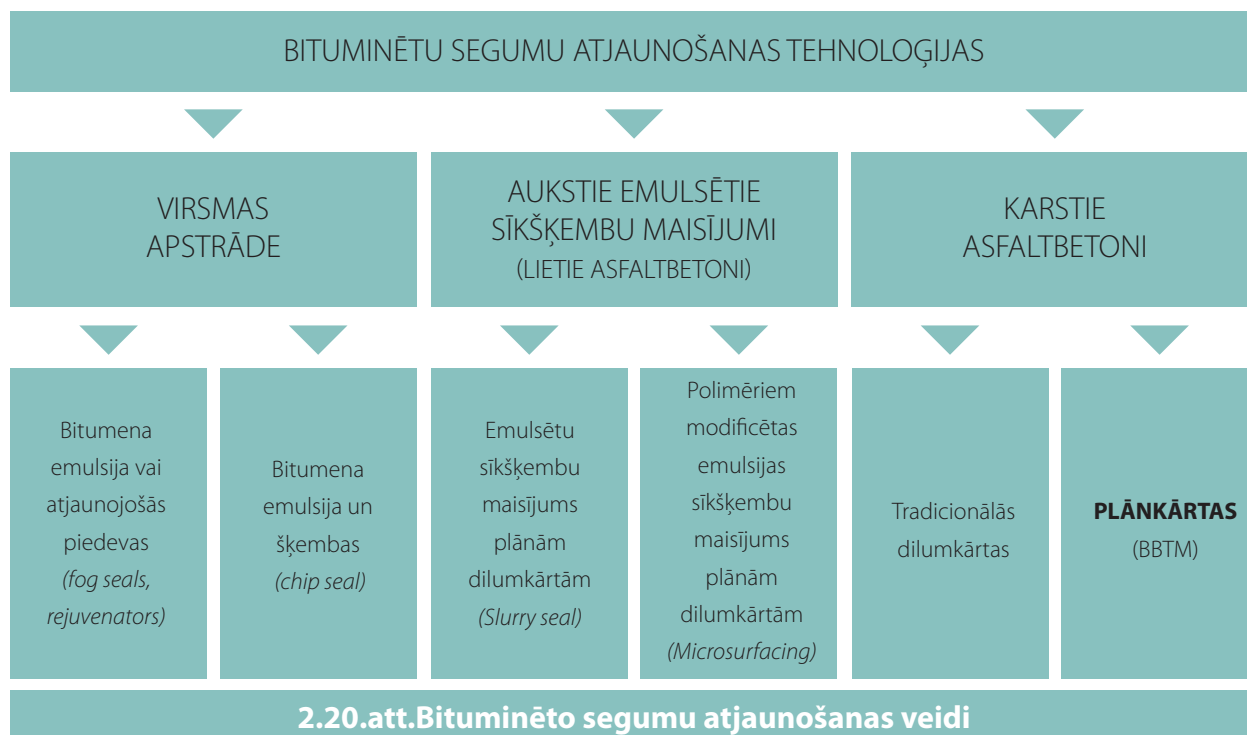 BITUMINĒTU SEGUMU ATJAUNOŠANAS TEHNOLOĢIJAS
VIRSMAS
APSTRĀDE
AUKSTIE EMULSĒTIE
SĪKŠĶEMBU MAISĪJUMI
(LIETIE ASFALTBETONI)
KARSTIE
ASFALTBETONI
Bitumena
emulsija vai
atjaunojošās
piedevas
(fog seals,
rejuvenators)
Bitumena
emulsija un
šķembas
(chip seal)
Emulsētu
sīkšķembu
maisījums
plānām
dilumkārtām
(Slurry seal)
Polimēriem
modificētas
emulsijas
sīkšķembu
maisījums
plānām
dilumkārtām
(Microsurfacing)
Tradicionālās
dilumkārtas
PLĀNKĀRTAS
(BBTM)
2.20.att.Bituminēto segumu atjaunošanas veidi